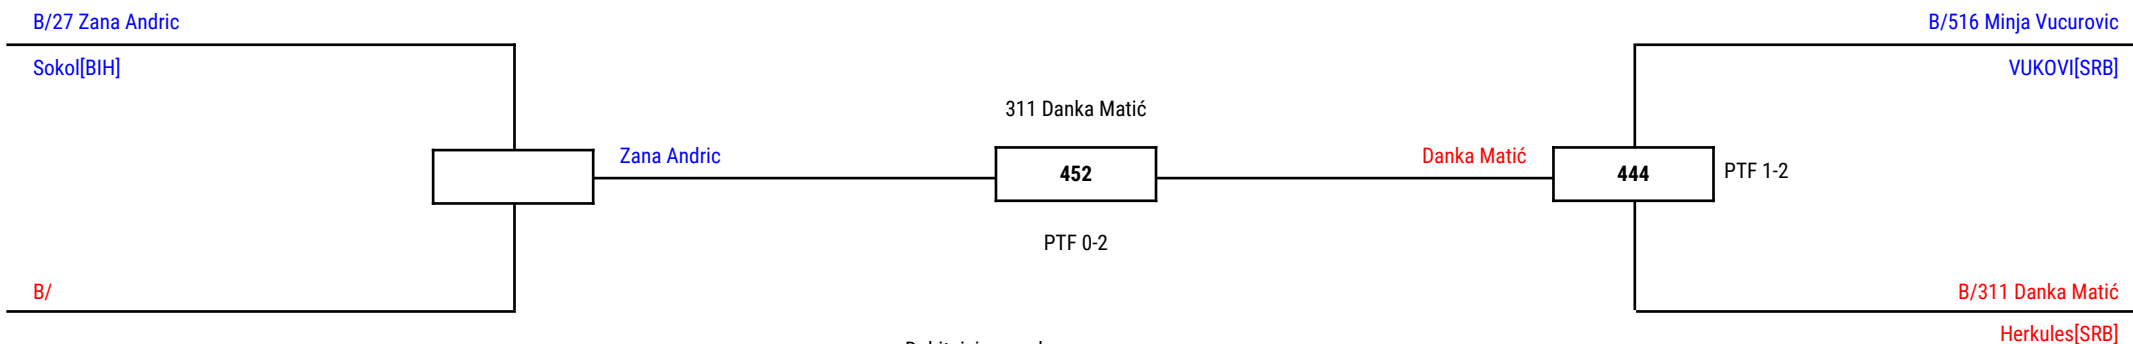 B/27 Zana Andric
Sokol[BIH]
B/516 Minja Vucurovic
VUKOVI[SRB]
311 Danka Matić
Zana Andric
452
Danka Matić
444
PTF 1-2
PTF 0-2
B/
B/311 Danka Matić
Herkules[SRB]